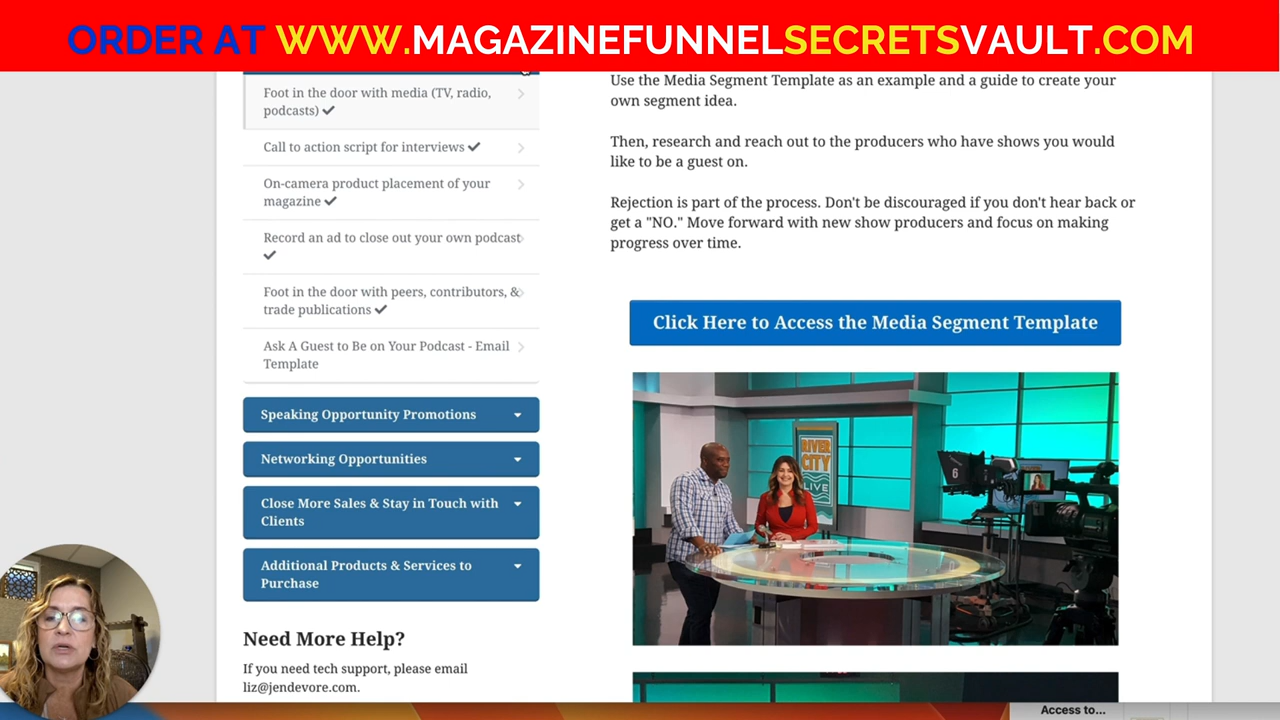 ORDER AT WWW.MAGAZINEFUNNELSECRETSVAULT.COM
Foot in the door with media (TV, radio,
podcasts)
Call to action script for interviews
On-camera product placement of your
magazine
Record an ad to close out your own podcast
Foot in the door with peers, contributors, &
trade publications
Ask A Guest to Be on Your Podcast - Email
Template
Speaking Opportunity Promotions
Networking Opportunities
Close More Sales & Stay in Touch with
Clients
Additional Products & Services to
Purchase
Need More Help?
If you need tech support, please email
liz@jendevore.com.
Use the Media Segment Template as an example and a guide to create your
own segment idea.
Then, research and reach out to the producers who have shows you would
like to be a guest on.
Rejection is part of the process. Don't be discouraged if you don't hear back or
get a "NO." Move forward with new show producers and focus on making
progress over time.
Click Here to Access the Media Segment Template
RIVER
CITY
LIVE
6
Access to...